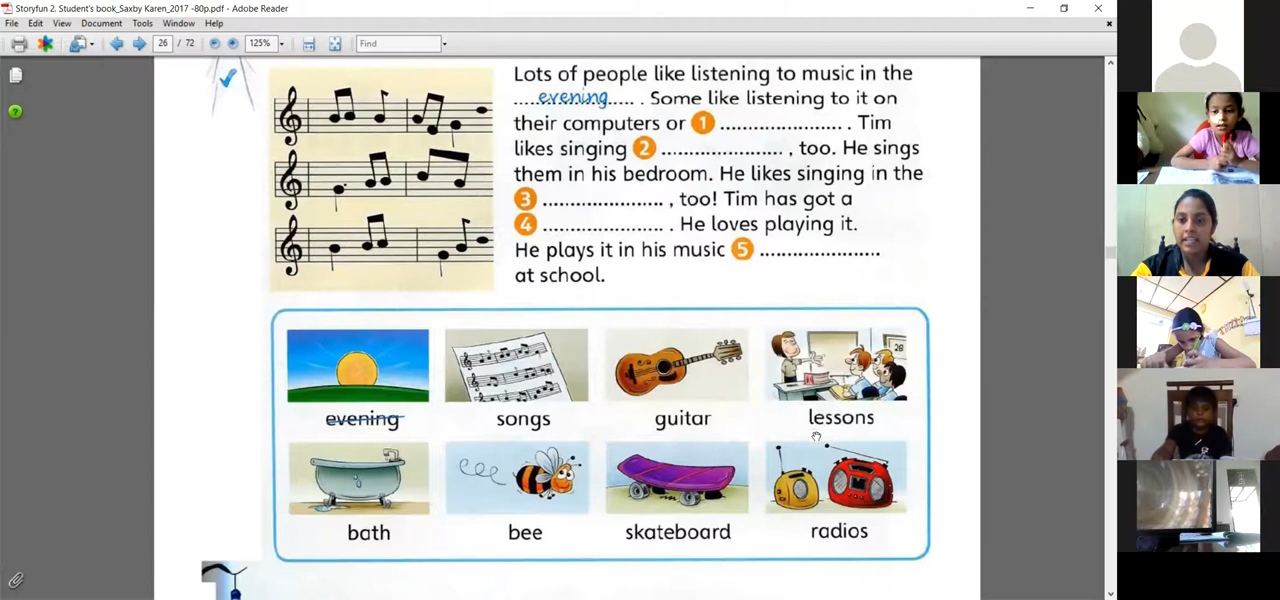 Storyfun 2. Student's book_Saxby Karen_2017 -80p.pdf - Adobe Reader
File Edit View Document Tools Window Help
26 / 72 125% Find
Lots of people like listening to music in the
....evening..... . Some like listening to it on
their computers or 1 ...................... . Tim
likes singing 2 ...................... , too. He sings
them in his bedroom. He likes singing in the
3 ...................... , too! Tim has got a
4 ...................... . He loves playing it.
He plays it in his music 5 ......................
at school.
evening songs guitar lessons
28
bath bee skateboard radios